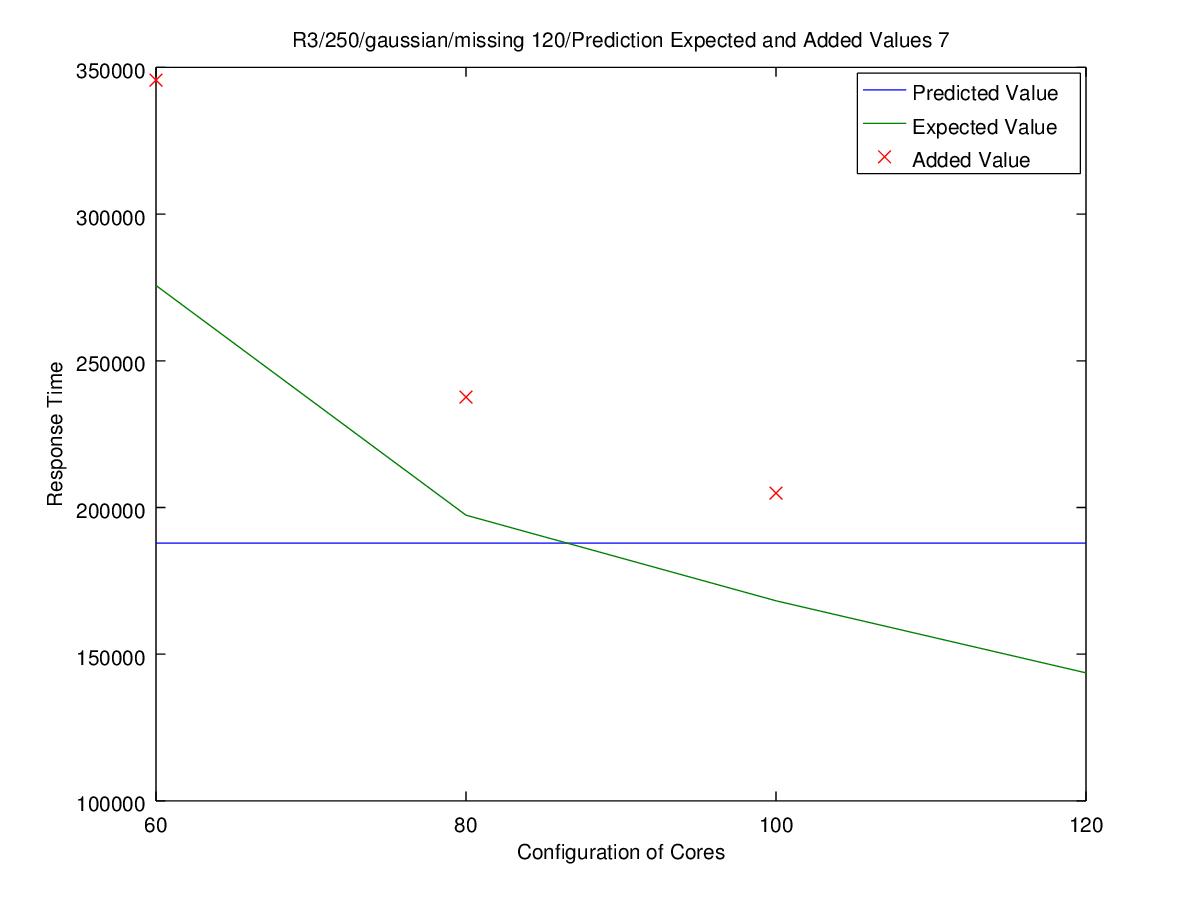 R3/250/gaussian/missing 120/Prediction Expected and Added Values 7
350000
300000
250000
200000
150000
100000
Response Time
Predicted Value
Expected Value
Added Value
60 80 100 120
Configuration of Cores